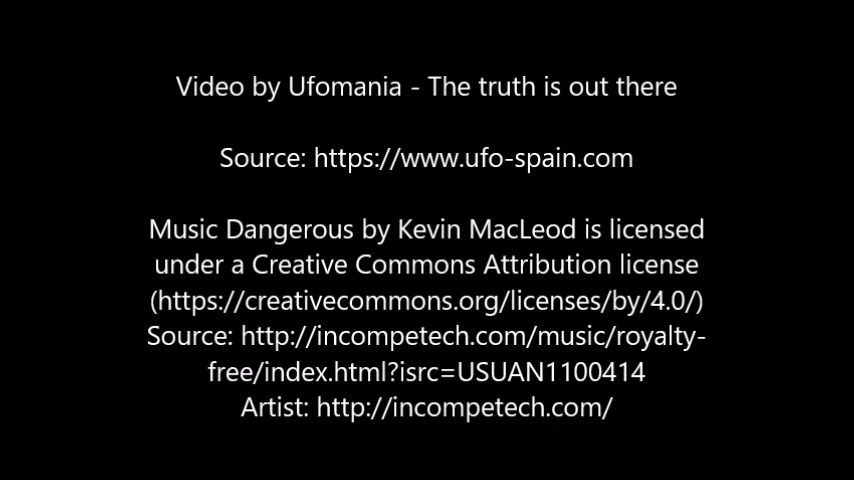 Video by Ufomania - The truth is out there
Source: https://www.ufo-spain.com
Music Dangerous by Kevin MacLeod is licensed
under a Creative Commons Attribution license
(https://creativecommons.org/licenses/by/4.0/)
Source: http://incompetech.com/music/royalty-
free/index.html?isrc=USUAN1100414
Artist: http://incompetech.com/